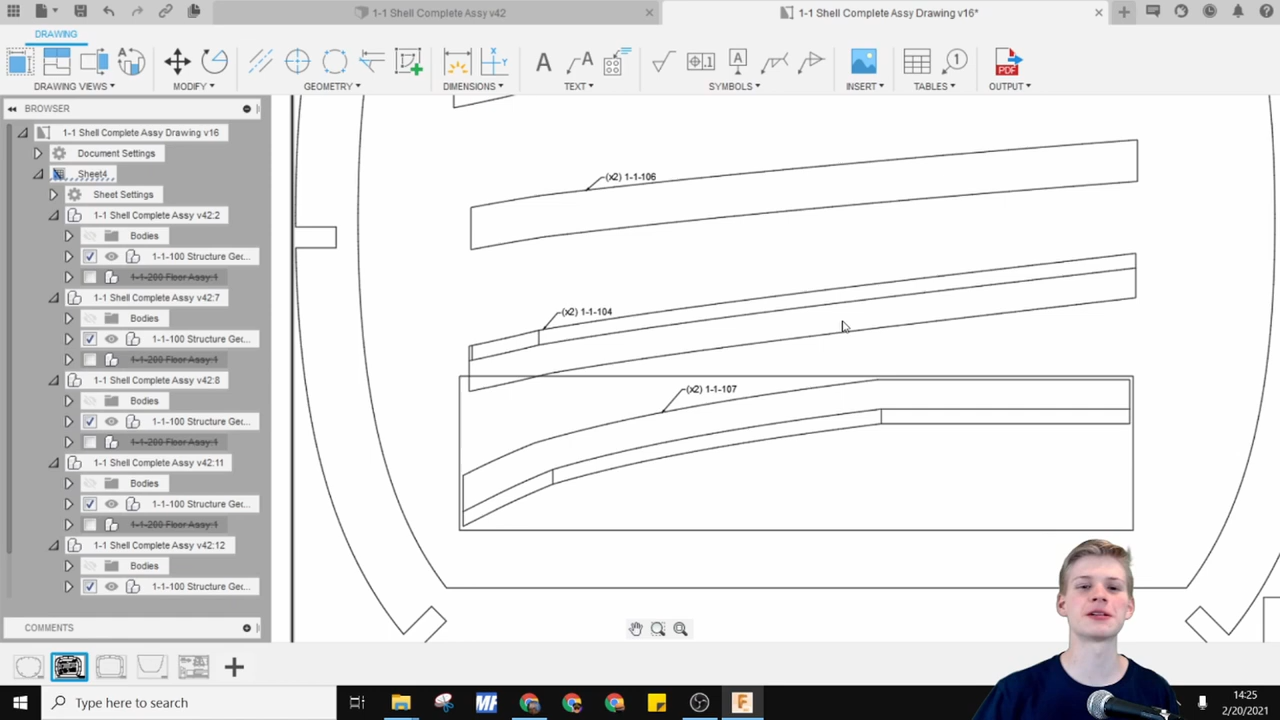 1-1 Shell Complete Assy v42
1-1 Shell Complete Assy Drawing v16*
DRAWING
DRAWING VIEWS
MODIFY
GEOMETRY
DIMENSIONS
TEXT
SYMBOLS
INSERT
TABLES
OUTPUT
BROWSER
1-1 Shell Complete Assy Drawing v16
Document Settings
Sheet4
Sheet Settings
1-1 Shell Complete Assy v42:2
Bodies
1-1-100 Structure Geo...
1-1-200 Floor Assy:1
1-1 Shell Complete Assy v42:7
Bodies
1-1-100 Structure Geo...
1-1-200 Floor Assy:1
1-1 Shell Complete Assy v42:8
Bodies
1-1-100 Structure Geo...
1-1-200 Floor Assy:1
1-1 Shell Complete Assy v42:11
Bodies
1-1-100 Structure Geo...
1-1-200 Floor Assy:1
1-1 Shell Complete Assy v42:12
Bodies
1-1-100 Structure Geo...
COMMENTS
(x2) 1-1-106
(x2) 1-1-104
(x2) 1-1-107
Type here to search
14:25
2/20/2021